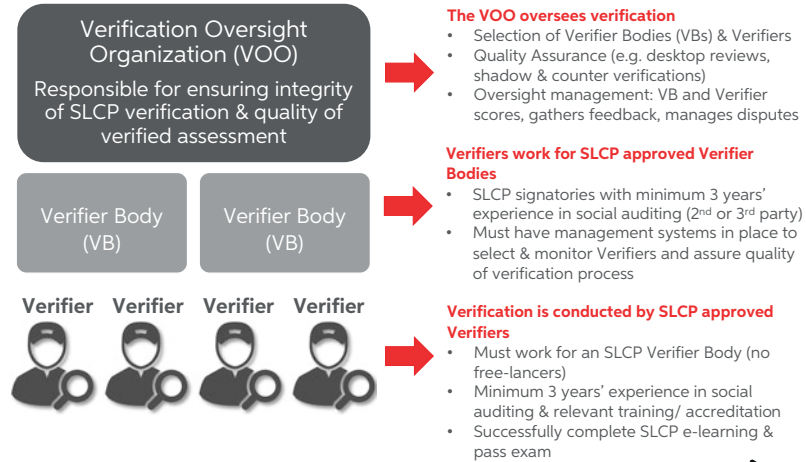 Verification Oversight
Organization (VOO)
Responsible for ensuring integrity
of SLCP verification & quality of
verified assessment
Verifier Body
(VB)
Verifier Body
(VB)
Verifier Verifier Verifier Verifier
The VOO oversees verification
• Selection of Verifier Bodies (VBs) & Verifiers
• Quality Assurance (e.g. desktop reviews,
shadow & counter verifications)
• Oversight management: VB and Verifier
scores, gathers feedback, manages disputes
Verifiers work for SLCP approved Verifier
Bodies
• SLCP signatories with minimum 3 years’
experience in social auditing (2nd or 3rd party)
• Must have management systems in place to
select & monitor Verifiers and assure quality
of verification process
Verification is conducted by SLCP approved
Verifiers
• Must work for an SLCP Verifier Body (no
free-lancers)
• Minimum 3 years’ experience in social
auditing & relevant training/ accreditation
• Successfully complete SLCP e-learning &
pass exam